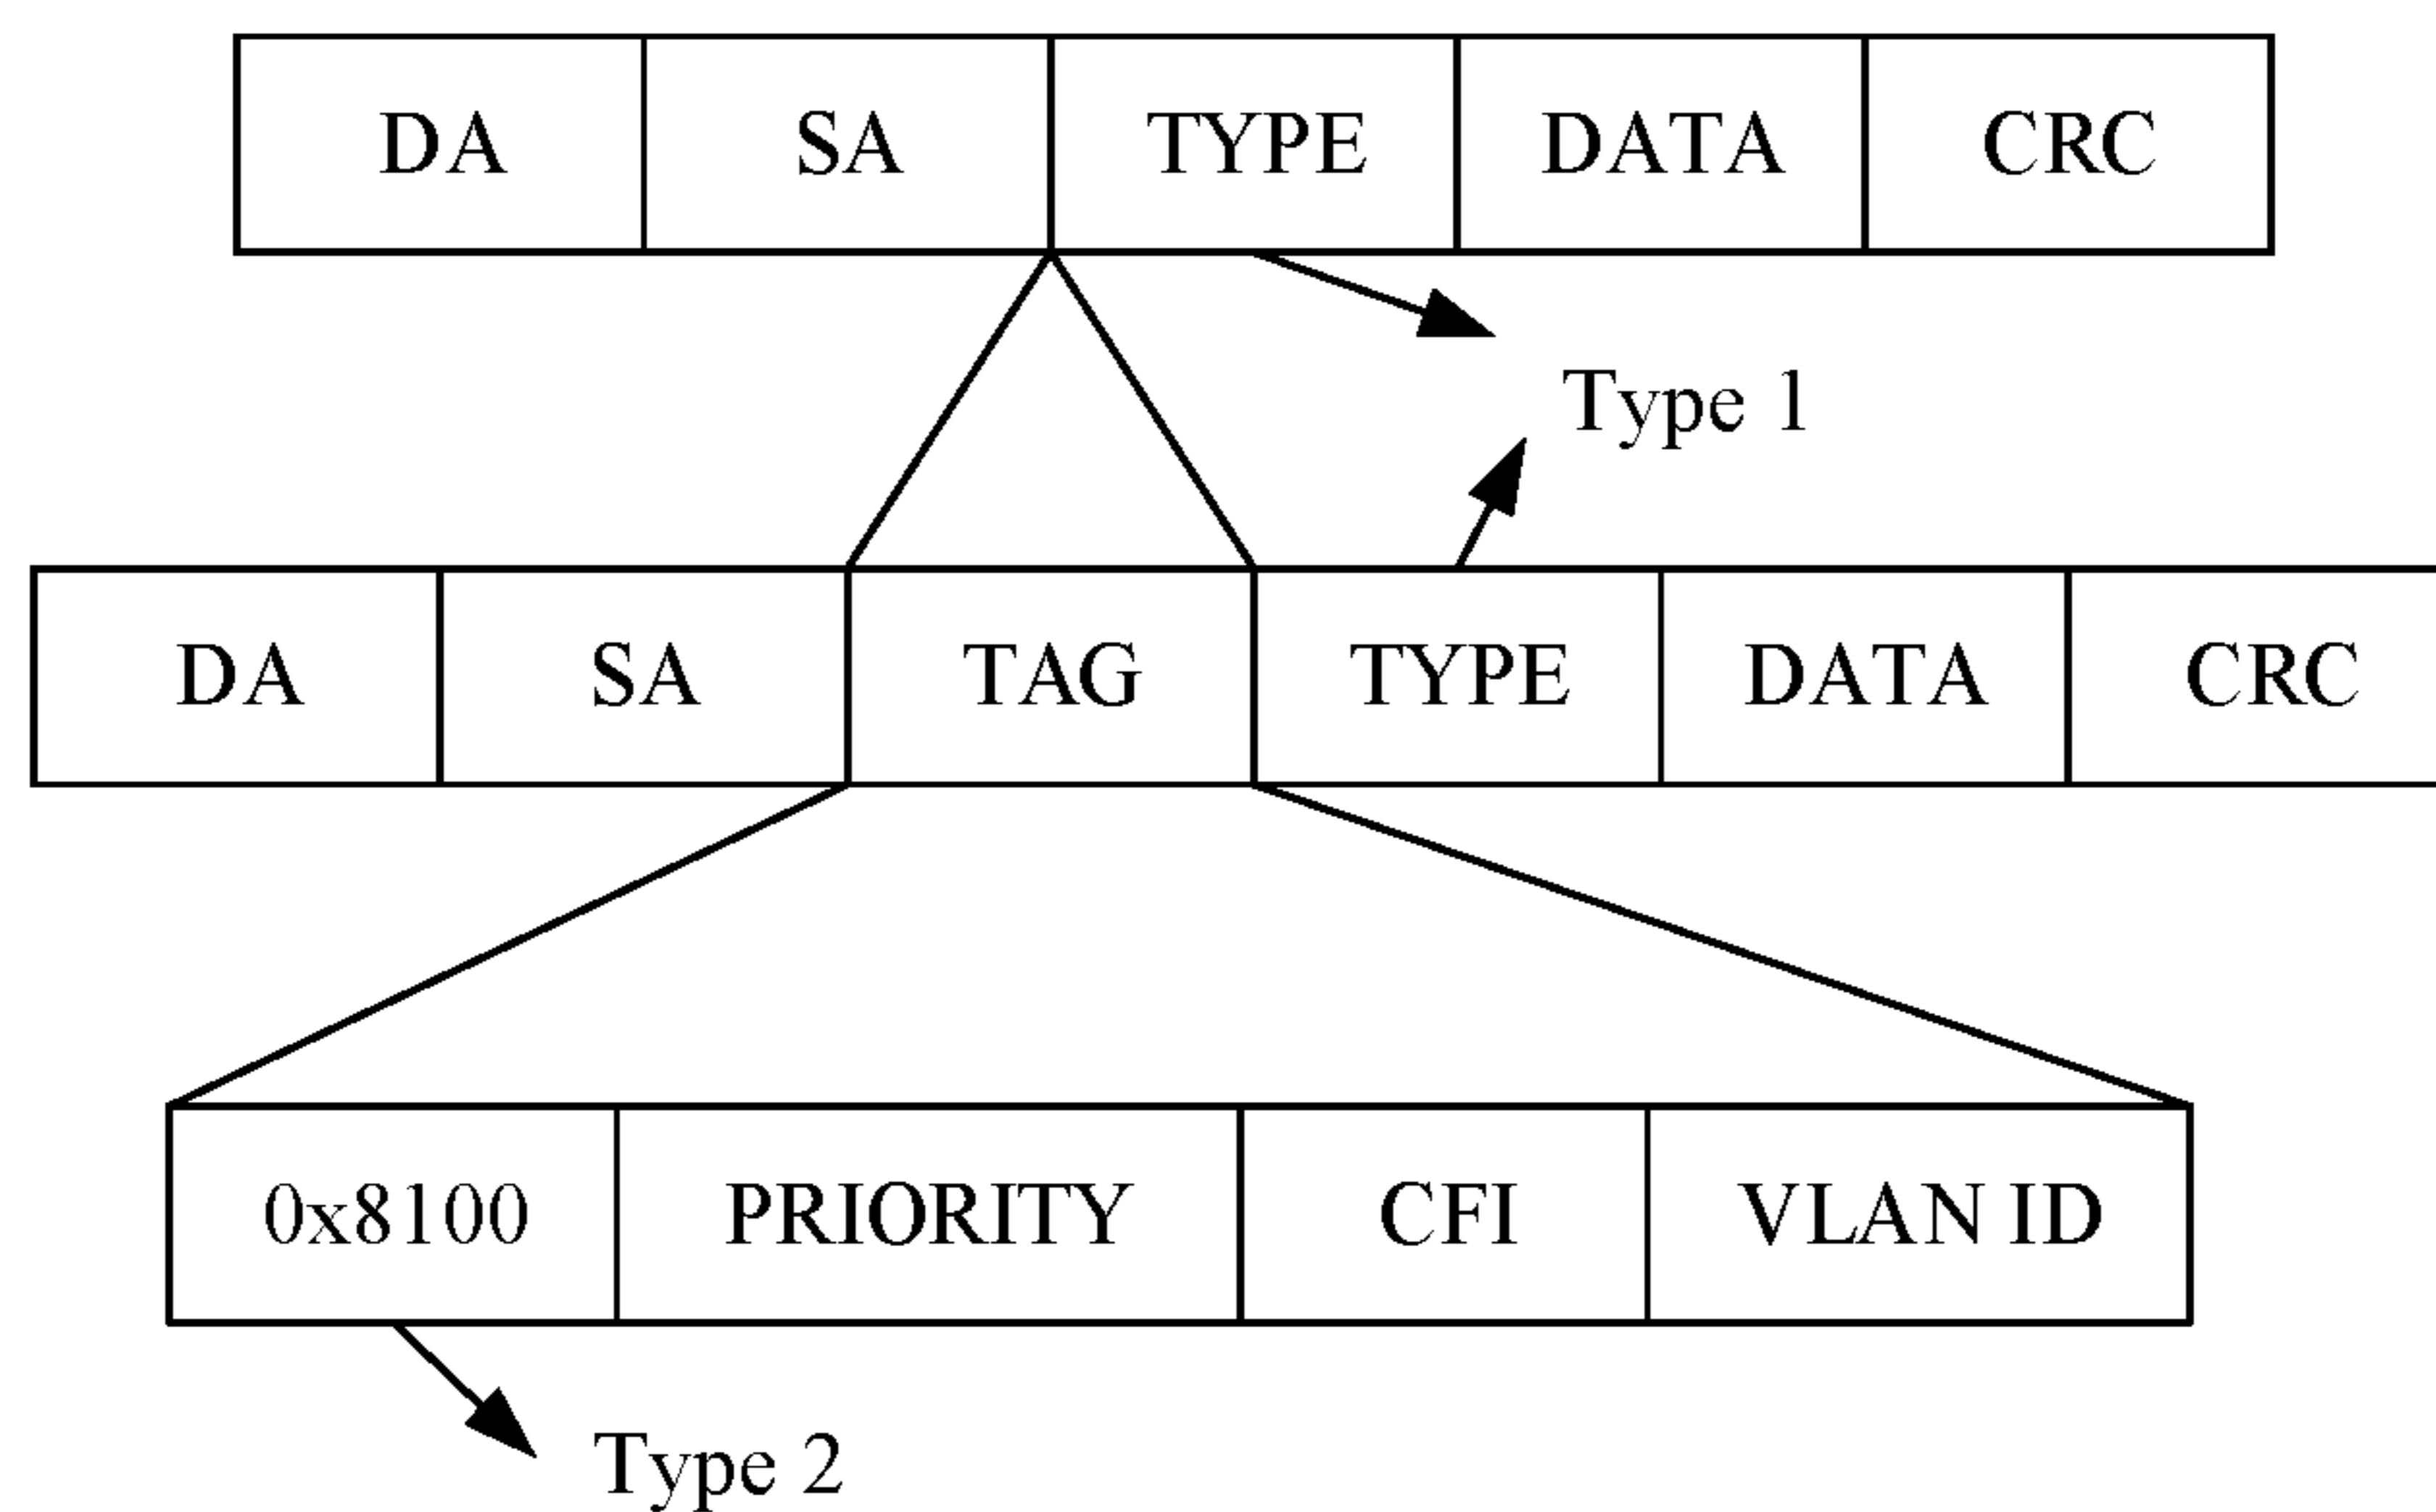 DA SA TYPE DATA CRC
Type 1
DA SA TAG TYPE DATA CRC
0x8100 PRIORITY CFI VLAN ID
Type 2